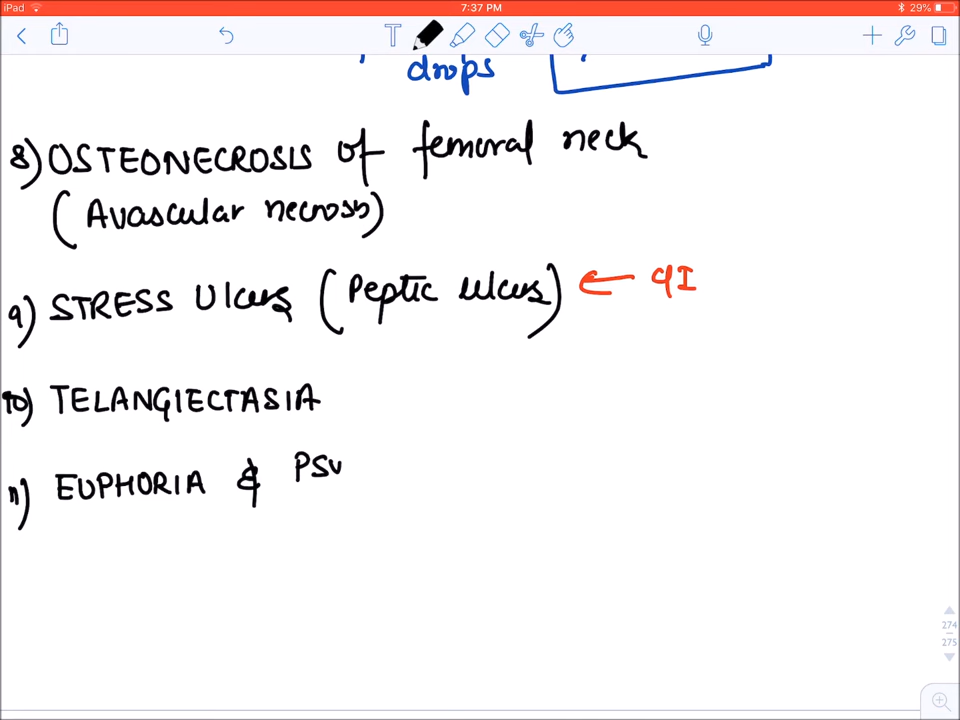 iPad 7:37 PM 29%
T
drops
8) OSTEONECROSIS of femoral neck
(Avascular necrosis)
9) STRESS Ulcers (Peptic ulcers) ← CI
10) TELANGIECTASIA
11) EUPHORIA & PSY
274
275